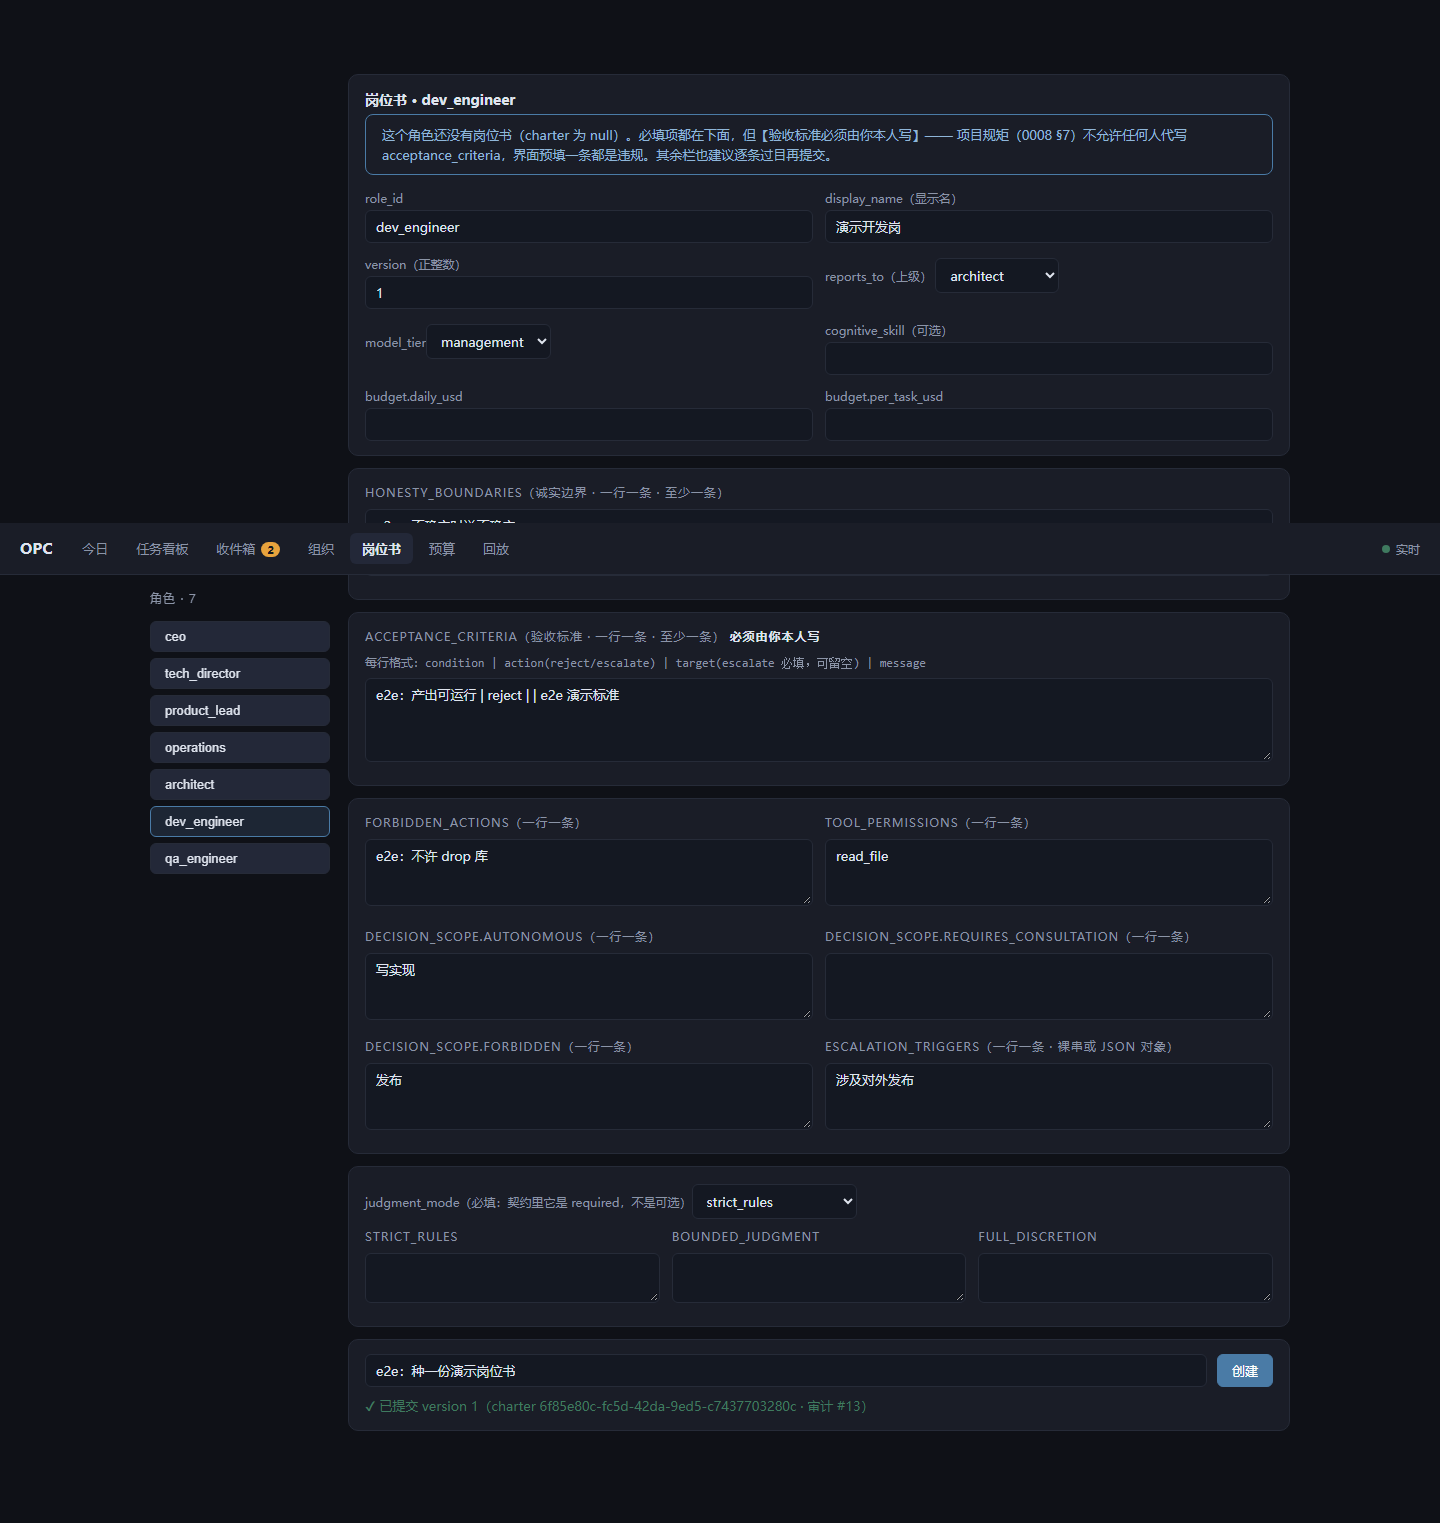 岗位书 • dev_engineer
这个角色还没有岗位书（charter 为 null）。必填项都在下面，但【验收标准必须由你本人写】—— 项目规矩（0008 §7）不允许任何人代写
acceptance_criteria，界面预填一条都是违规。其余栏也建议逐条过目再提交。
role_id
display_name（显示名）
dev_engineer
演示开发岗
version（正整数）
reports_to（上级） architect
1
model_tier management
cognitive_skill（可选）
budget.daily_usd
budget.per_task_usd
HONESTY_BOUNDARIES（诚实边界 · 一行一条 · 至少一条）
OPC 今日 任务看板 收件箱 2 组织 岗位书 预算 回放 实时
角色 · 7
ceo
tech_director
product_lead
operations
architect
dev_engineer
qa_engineer
ACCEPTANCE_CRITERIA（验收标准 · 一行一条 · 至少一条） 必须由你本人写
每行格式：condition | action(reject/escalate) | target(escalate 必填，可留空) | message
e2e：产出可运行 | reject | | e2e 演示标准
FORBIDDEN_ACTIONS（一行一条）
TOOL_PERMISSIONS（一行一条）
e2e：不许 drop 库
read_file
DECISION_SCOPE.AUTONOMOUS（一行一条）
DECISION_SCOPE.REQUIRES_CONSULTATION（一行一条）
写实现
DECISION_SCOPE.FORBIDDEN（一行一条）
ESCALATION_TRIGGERS（一行一条 · 裸串或 JSON 对象）
发布
涉及对外发布
judgment_mode（必填：契约里它是 required，不是可选） strict_rules
STRICT_RULES
BOUNDED_JUDGMENT
FULL_DISCRETION
e2e：种一份演示岗位书
创建
✓ 已提交 version 1（charter 6f85e80c-fc5d-42da-9ed5-c7437703280c · 审计 #13）